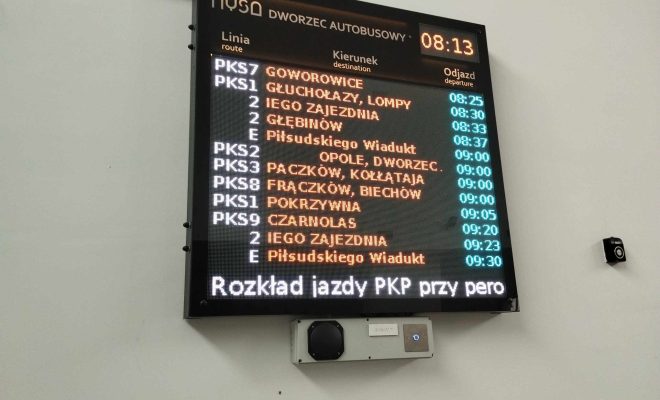 nysa DWORZEC AUTOBUSOWY 08:13
Linia Kierunek Odjazd
route destination departure
PKS7 GOWOROWICE 08:25
PKS1 GŁUCHOŁAZY, LOMPY 08:30
2 IEGO ZAJEZDNIA 08:33
2 GŁĘBINÓW 08:37
E Piłsudskiego Wiadukt 09:00
PKS2 OPOLE, DWORZEC. 09:00
PKS3 PACZKÓW, KOŁŁĄTAJA 09:00
PKS8 FRĄCZKÓW, BIECHÓW 09:00
PKS1 POKRZYWNA 09:05
PKS9 CZARNOLAS 09:20
2 IEGO ZAJEZDNIA 09:23
E Piłsudskiego Wiadukt 09:30
Rozkład jazdy PKP przy pero